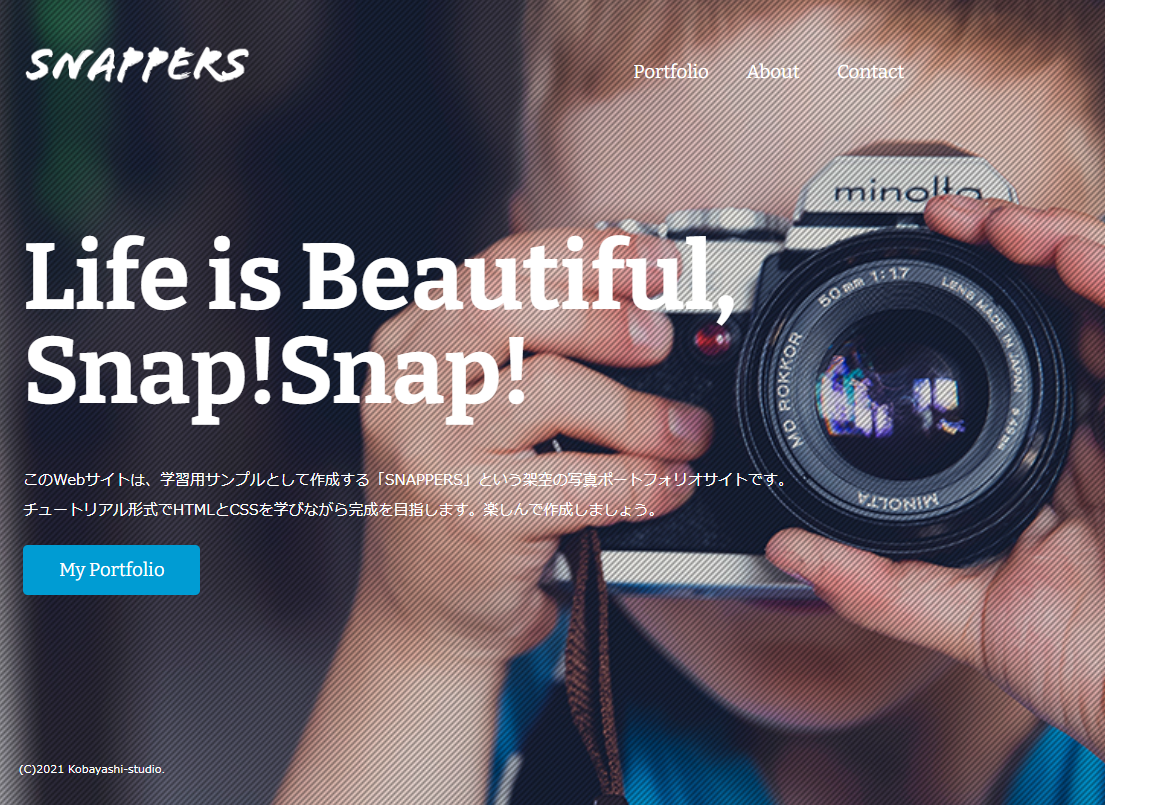 SNAPPERS
Portfolio About Contact
minolta
Life is Beautiful,
Snap!Snap!
50mm 1:1.7
LENS MADE IN JAPAN ø49mm
MD ROKKOR
MINOLTA
このWebサイトは、学習用サンプルとして作成する「SNAPPERS」という架空の写真ポートフォリオサイトです。
チュートリアル形式でHTMLとCSSを学びながら完成を目指します。楽しんで作成しましょう。
My Portfolio
(C)2021 Kobayashi-studio.